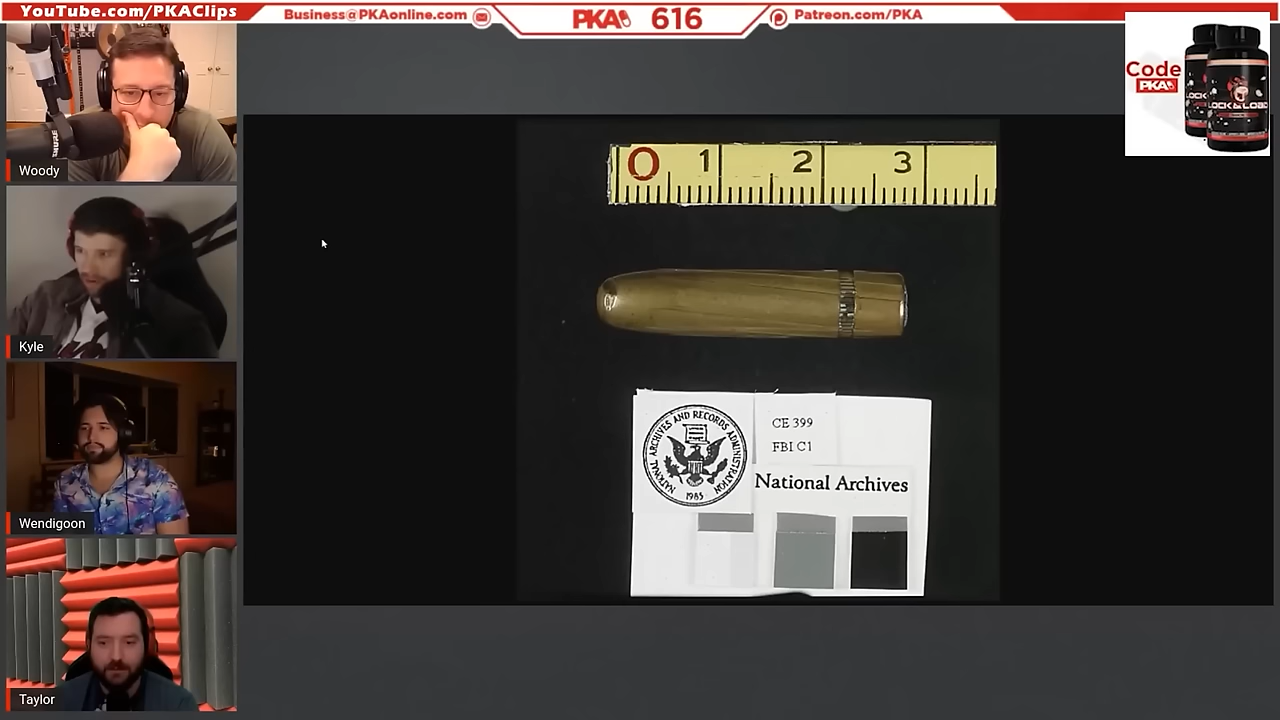 YouTube.com/PKAClips
Business@PKAonline.com
PKA 616
Patreon.com/PKA
Code
PKA
LOCK&LOAD
Woody
Kyle
Wendigoon
Taylor
0 1 2 3
NATIONAL ARCHIVES AND RECORDS ADMINISTRATION
1985
CE 399
FBI C1
National Archives